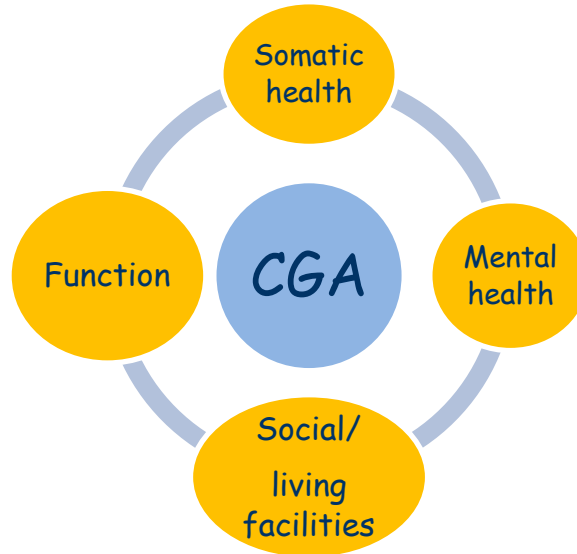 Somatic
health
Function
CGA
Mental
health
Social/
living
facilities